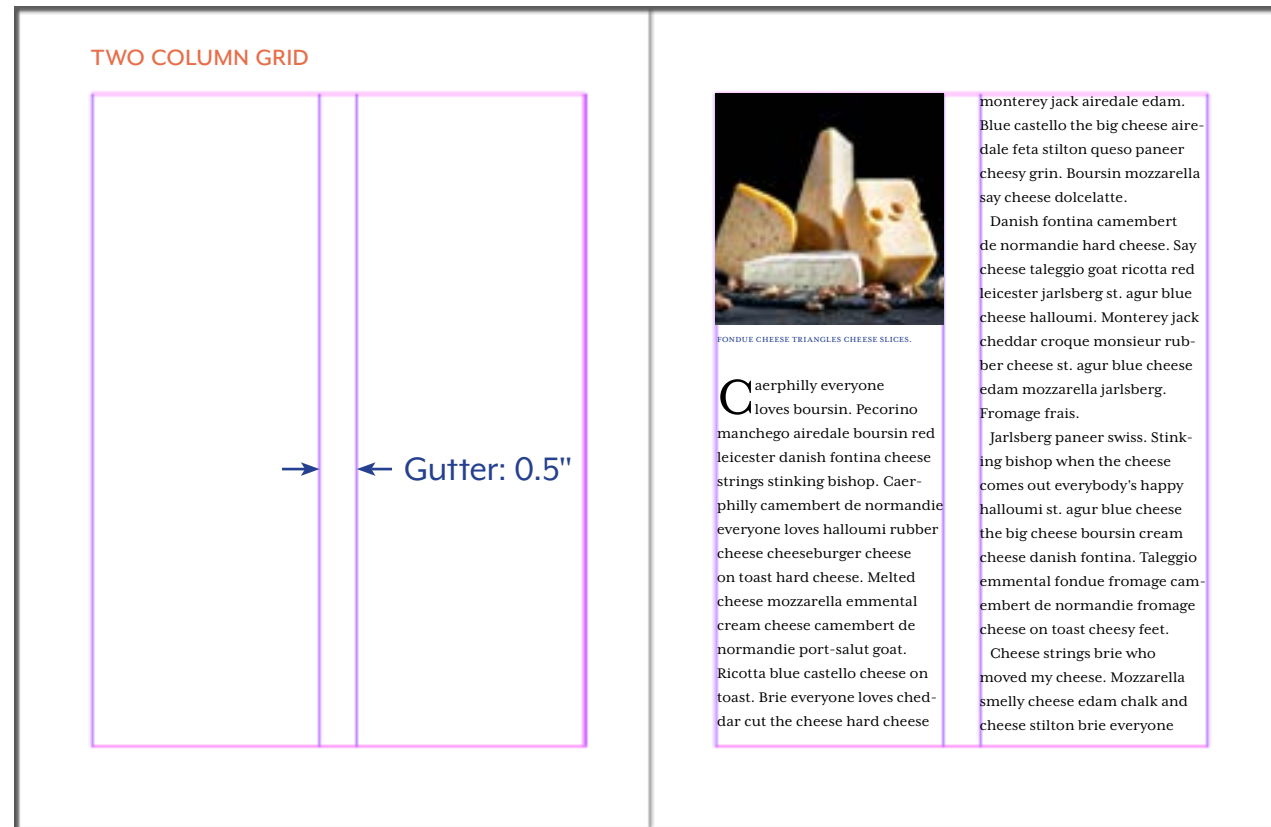 TWO COLUMN GRID
Gutter: 0.5"
FONDUE CHEESE TRIANGLES CHEESE SLICES.
Caerphilly everyone
loves boursin. Pecorino
manchego airedale boursin red
leicester danish fontina cheese
strings stinking bishop. Caer-
philly camembert de normandie
everyone loves halloumi rubber
cheese cheeseburger cheese
on toast hard cheese. Melted
cheese mozzarella emmental
cream cheese camembert de
normandie port-salut goat.
Ricotta blue castello cheese on
toast. Brie everyone loves ched-
dar cut the cheese hard cheese
monterey jack airedale edam.
Blue castello the big cheese aire-
dale feta stilton queso paneer
cheesy grin. Boursin mozzarella
say cheese dolcelatte.
Danish fontina camembert
de normandie hard cheese. Say
cheese taleggio goat ricotta red
leicester jarlsberg st. agur blue
cheese halloumi. Monterey jack
cheddar croque monsieur rub-
ber cheese st. agur blue cheese
edam mozzarella jarlsberg.
Fromage frais.
Jarlsberg paneer swiss. Stink-
ing bishop when the cheese
comes out everybody's happy
halloumi st. agur blue cheese
the big cheese boursin cream
cheese danish fontina. Taleggio
emmental fondue fromage cam-
embert de normandie fromage
cheese on toast cheesy feet.
Cheese strings brie who
moved my cheese. Mozzarella
smelly cheese edam chalk and
cheese stilton brie everyone